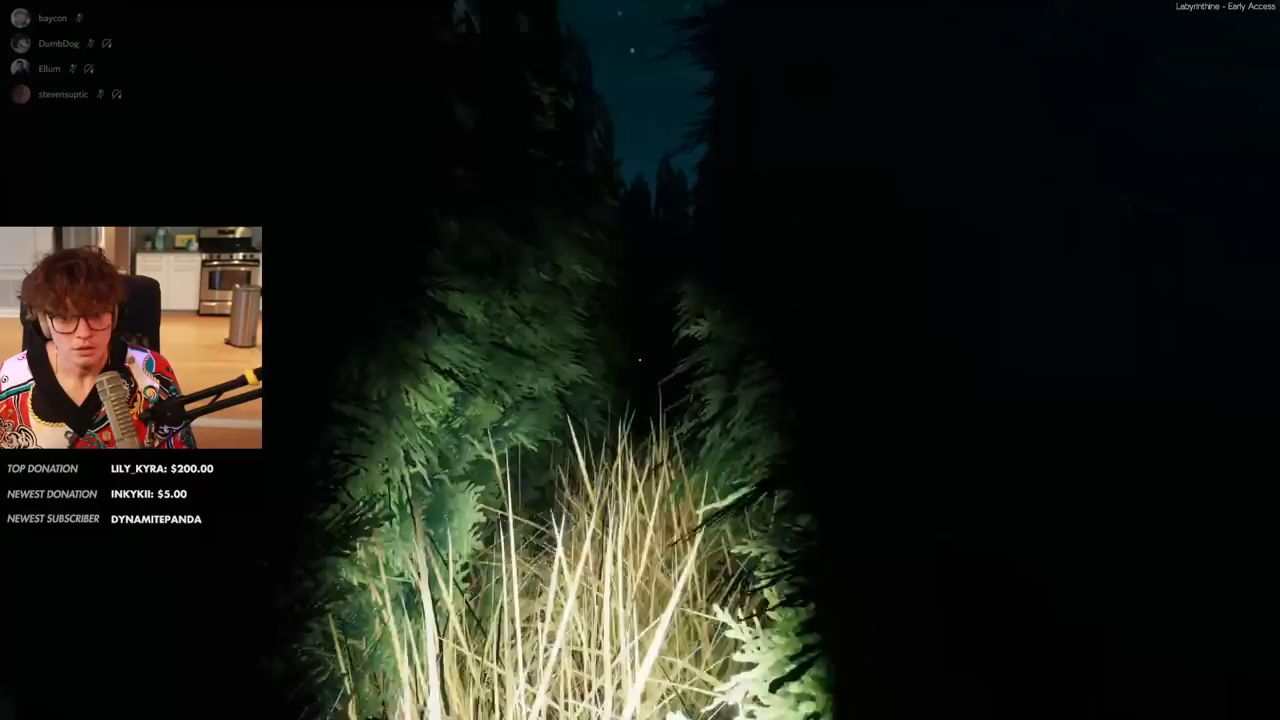 baycon
DumbDog
Ellum
stevensuptic
Labyrinthine - Early Access
TOP DONATION LILY_KYRA: $200.00
NEWEST DONATION INKYKII: $5.00
NEWEST SUBSCRIBER DYNAMITEPANDA